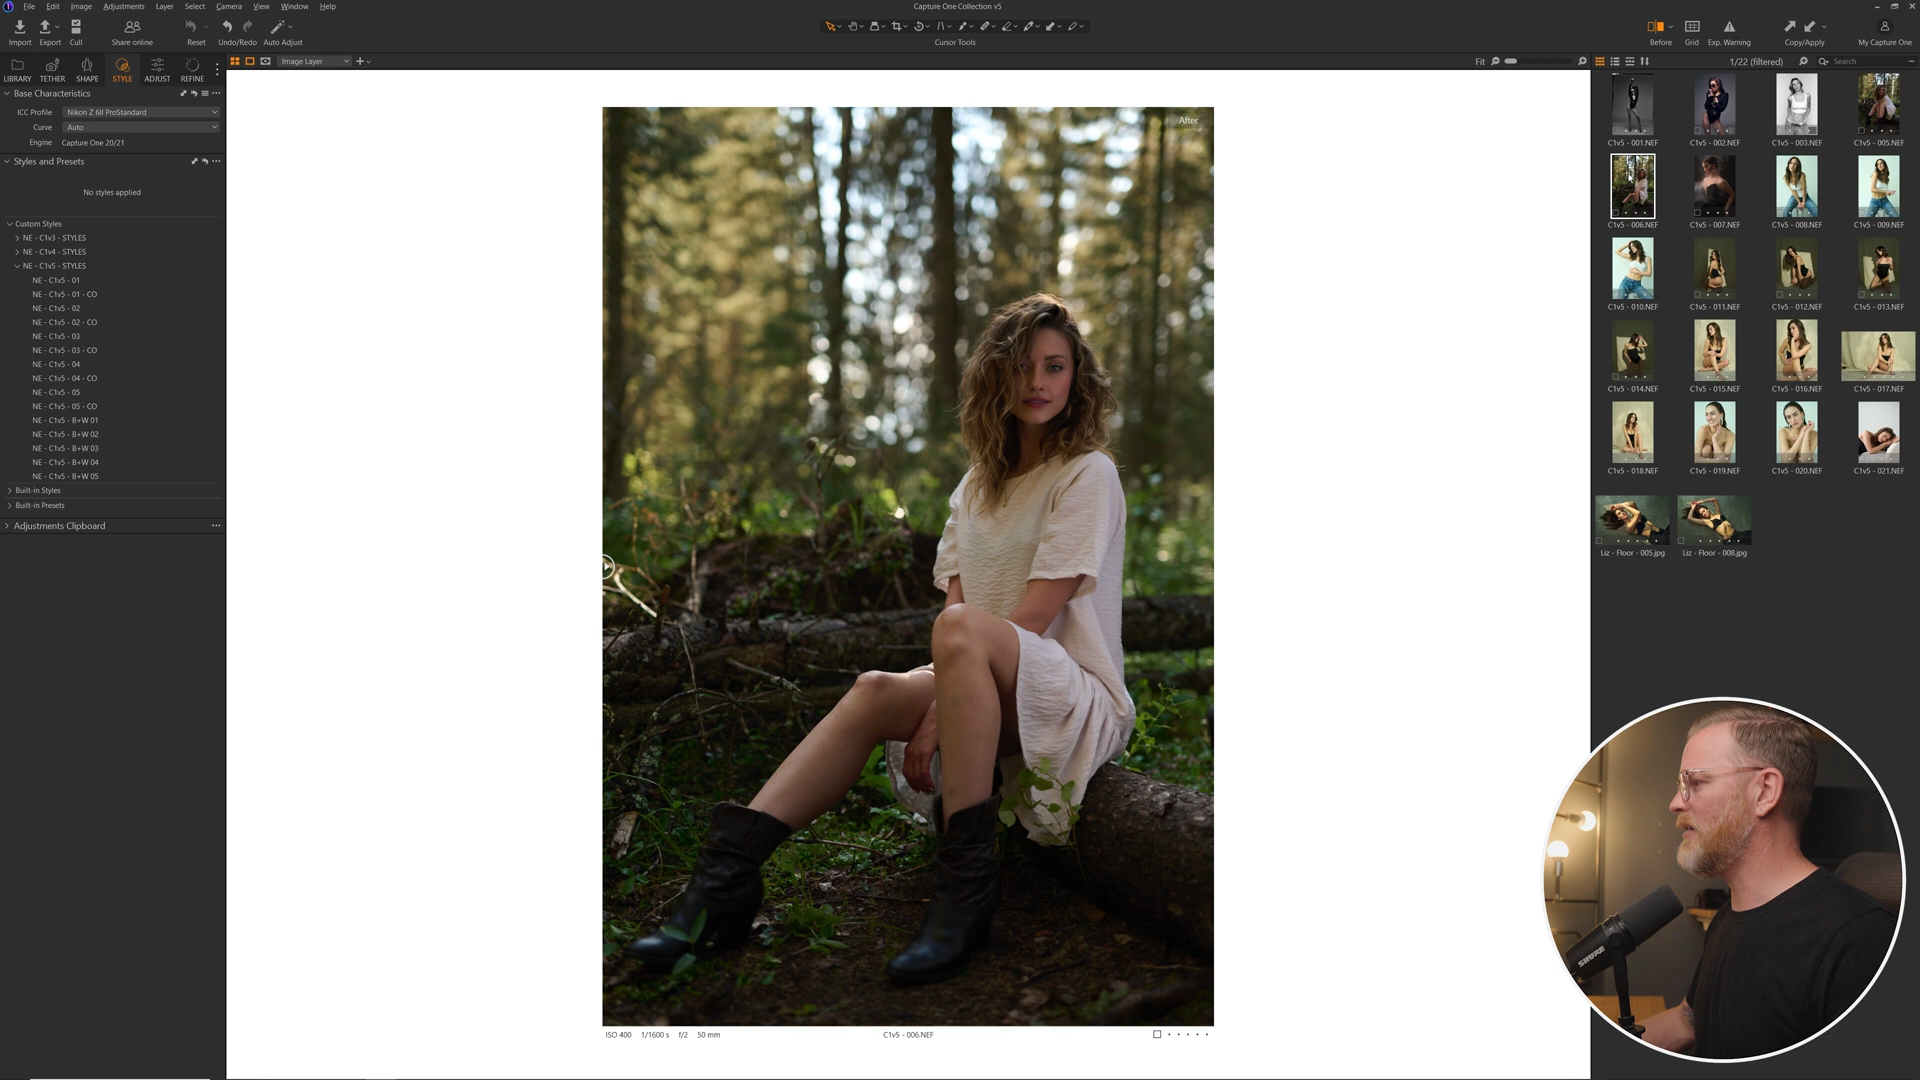 File Edit Image Adjustments Layer Select Camera View Window Help
Capture One Collection v5
Import Export Cull Share online Reset Undo/Redo Auto Adjust
Cursor Tools
Before Grid Exp. Warning Copy/Apply My Capture One
LIBRARY TETHER SHAPE STYLE ADJUST REFINE
Image Layer
Fit
1/22 (filtered)
Search
Base Characteristics
ICC Profile Nikon Z 6II ProStandard
Curve Auto
Engine Capture One 20/21
Styles and Presets
No styles applied
Custom Styles
NE - C1v3 - STYLES
NE - C1v4 - STYLES
NE - C1v5 - STYLES
NE - C1v5 - 01
NE - C1v5 - 01 - CO
NE - C1v5 - 02
NE - C1v5 - 02 - CO
NE - C1v5 - 03
NE - C1v5 - 03 - CO
NE - C1v5 - 04
NE - C1v5 - 04 - CO
NE - C1v5 - 05
NE - C1v5 - 05 - CO
NE - C1v5 - B+W 01
NE - C1v5 - B+W 02
NE - C1v5 - B+W 03
NE - C1v5 - B+W 04
NE - C1v5 - B+W 05
Built-in Styles
Built-in Presets
Adjustments Clipboard
After
ISO 400 1/1600 s f/2 50 mm
C1v5 - 006.NEF
C1v5 - 001.NEF C1v5 - 002.NEF C1v5 - 003.NEF C1v5 - 005.NEF
C1v5 - 006.NEF C1v5 - 007.NEF C1v5 - 008.NEF C1v5 - 009.NEF
C1v5 - 010.NEF C1v5 - 011.NEF C1v5 - 012.NEF C1v5 - 013.NEF
C1v5 - 014.NEF C1v5 - 015.NEF C1v5 - 016.NEF C1v5 - 017.NEF
C1v5 - 018.NEF C1v5 - 019.NEF C1v5 - 020.NEF C1v5 - 021.NEF
Liz - Floor - 005.jpg Liz - Floor - 008.jpg
SHURE